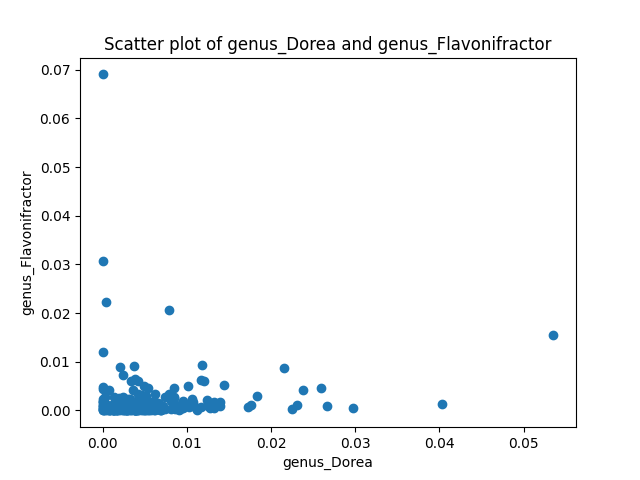 Scatter plot of genus_Dorea and genus_Flavonifractor
0.07
0.06
0.05
0.04
0.03
0.02
0.01
0.00
genus_Flavonifractor
0.00 0.01 0.02 0.03 0.04 0.05
genus_Dorea